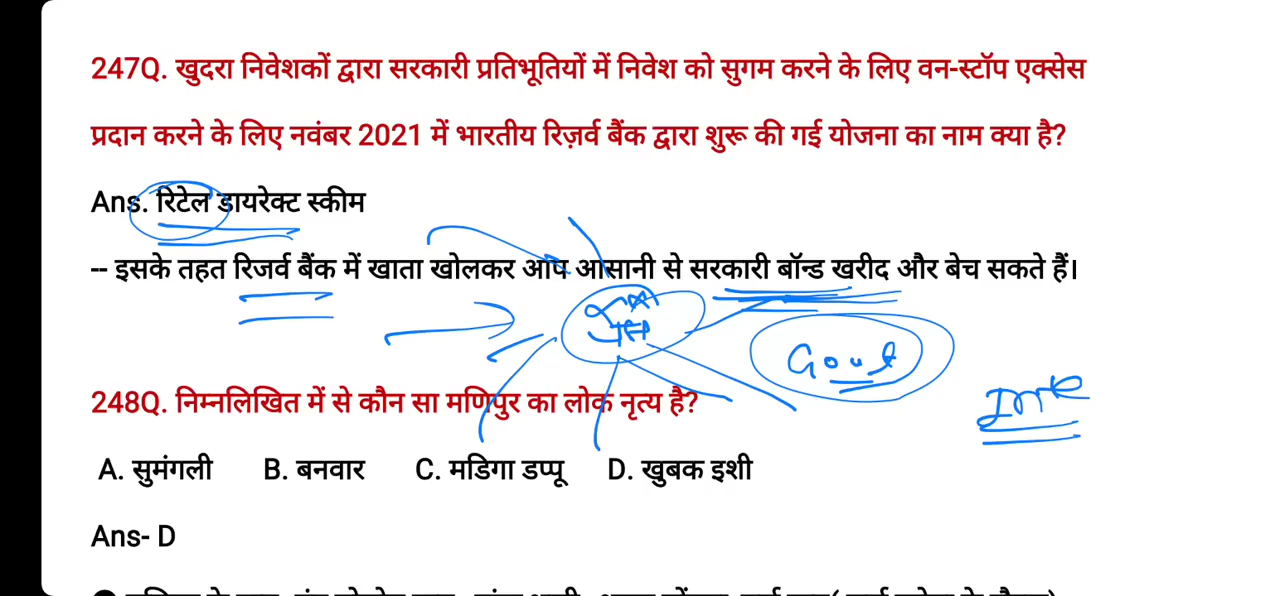 247Q. खुदरा निवेशकों द्वारा सरकारी प्रतिभूतियों में निवेश को सुगम करने के लिए वन-स्टॉप एक्सेस
प्रदान करने के लिए नवंबर 2021 में भारतीय रिज़र्व बैंक द्वारा शुरू की गई योजना का नाम क्या है?
Ans. रिटेल डायरेक्ट स्कीम
-- इसके तहत रिजर्व बैंक में खाता खोलकर आप आसानी से सरकारी बॉन्ड खरीद और बेच सकते हैं।
Govt
248Q. निम्नलिखित में से कौन सा मणिपुर का लोक नृत्य है?
A. सुमंगली B. बनवार C. मडिगा डप्पू D. खुबक इशी
Ans- D